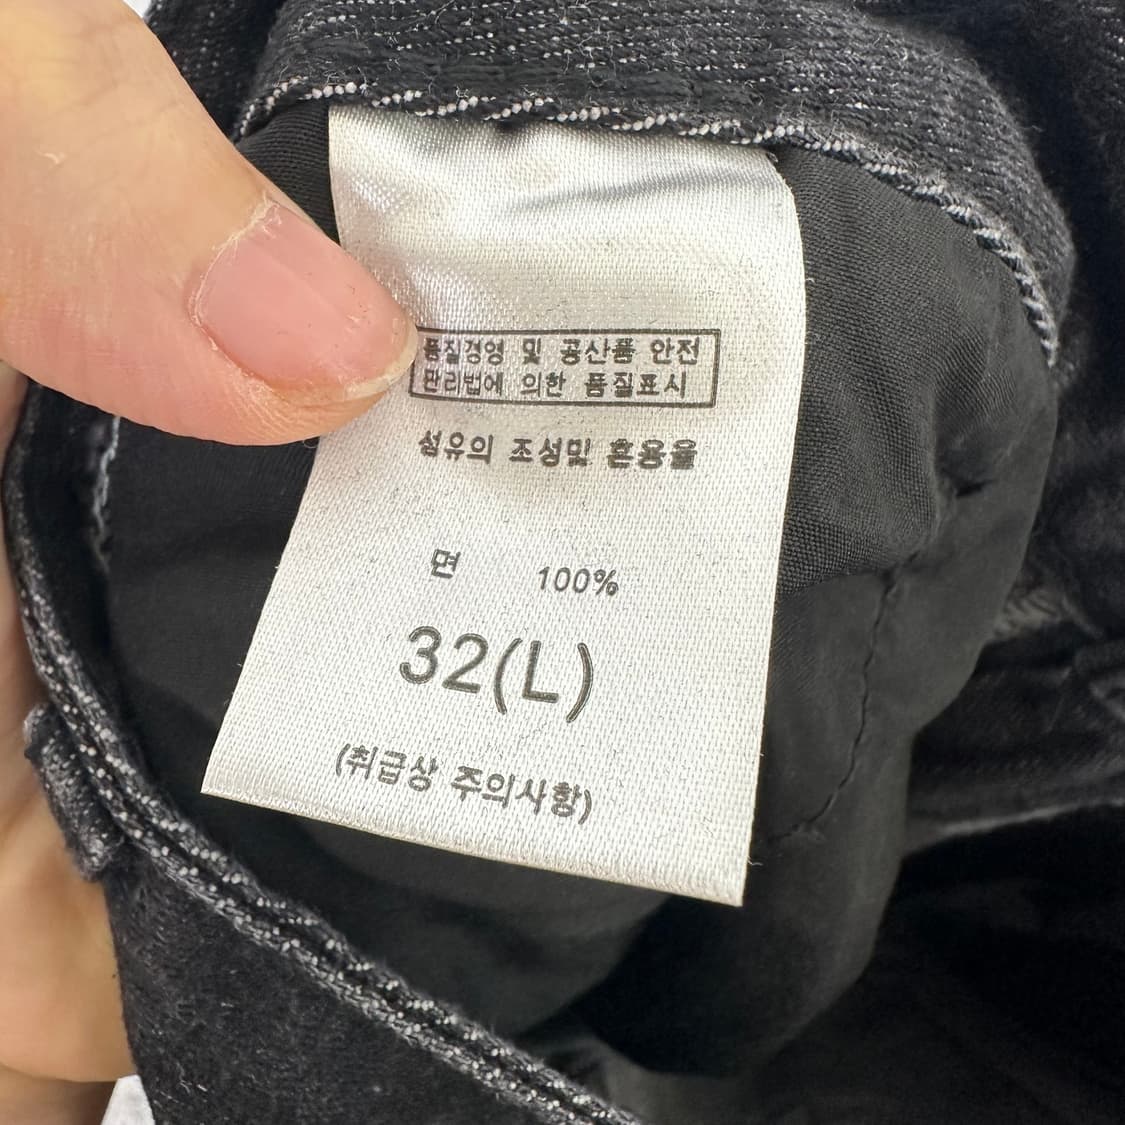 품질경영 및 공산품 안전
관리법에 의한 품질표시
섬유의 조성및 혼용율
면 100%
32(L)
(취급상 주의사항)